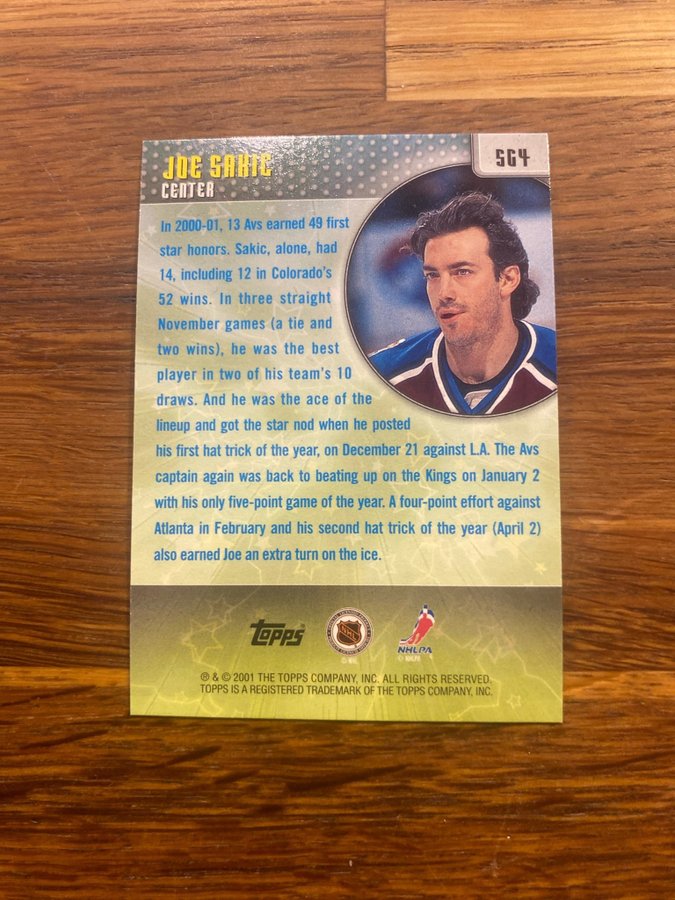 JOE SAKIC
CENTER
SG4
In 2000-01, 13 Avs earned 49 first
star honors. Sakic, alone, had
14, including 12 in Colorado's
52 wins. In three straight
November games (a tie and
two wins), he was the best
player in two of his team's 10
draws. And he was the ace of the
lineup and got the star nod when he posted
his first hat trick of the year, on December 21 against L.A. The Avs
captain again was back to beating up on the Kings on January 2
with his only five-point game of the year. A four-point effort against
Atlanta in February and his second hat trick of the year (April 2)
also earned Joe an extra turn on the ice.
Topps
NHL
NHLPA
℗ & © 2001 THE TOPPS COMPANY, INC. ALL RIGHTS RESERVED.
TOPPS IS A REGISTERED TRADEMARK OF THE TOPPS COMPANY, INC.